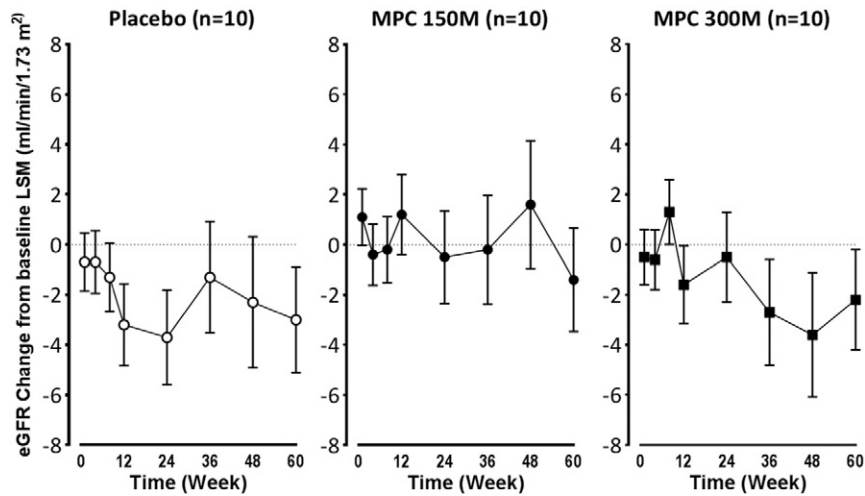 Placebo (n=10)
MPC 150M (n=10)
MPC 300M (n=10)
eGFR Change from baseline LSM (ml/min/1.73 m²)
8
6
4
2
0
-2
-4
-6
-8
8
6
4
2
0
-2
-4
-6
-8
8
6
4
2
0
-2
-4
-6
-8
0 12 24 36 48 60
0 12 24 36 48 60
0 12 24 36 48 60
Time (Week)
Time (Week)
Time (Week)